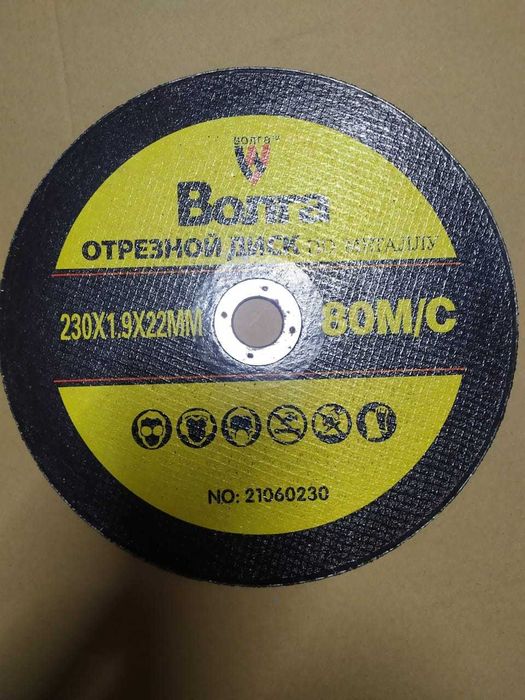 ВОЛГА®
Волга
ОТРЕЗНОЙ ДИСК ПО МЕТАЛЛУ
230X1.9X22MM
80M/C
NO: 21060230